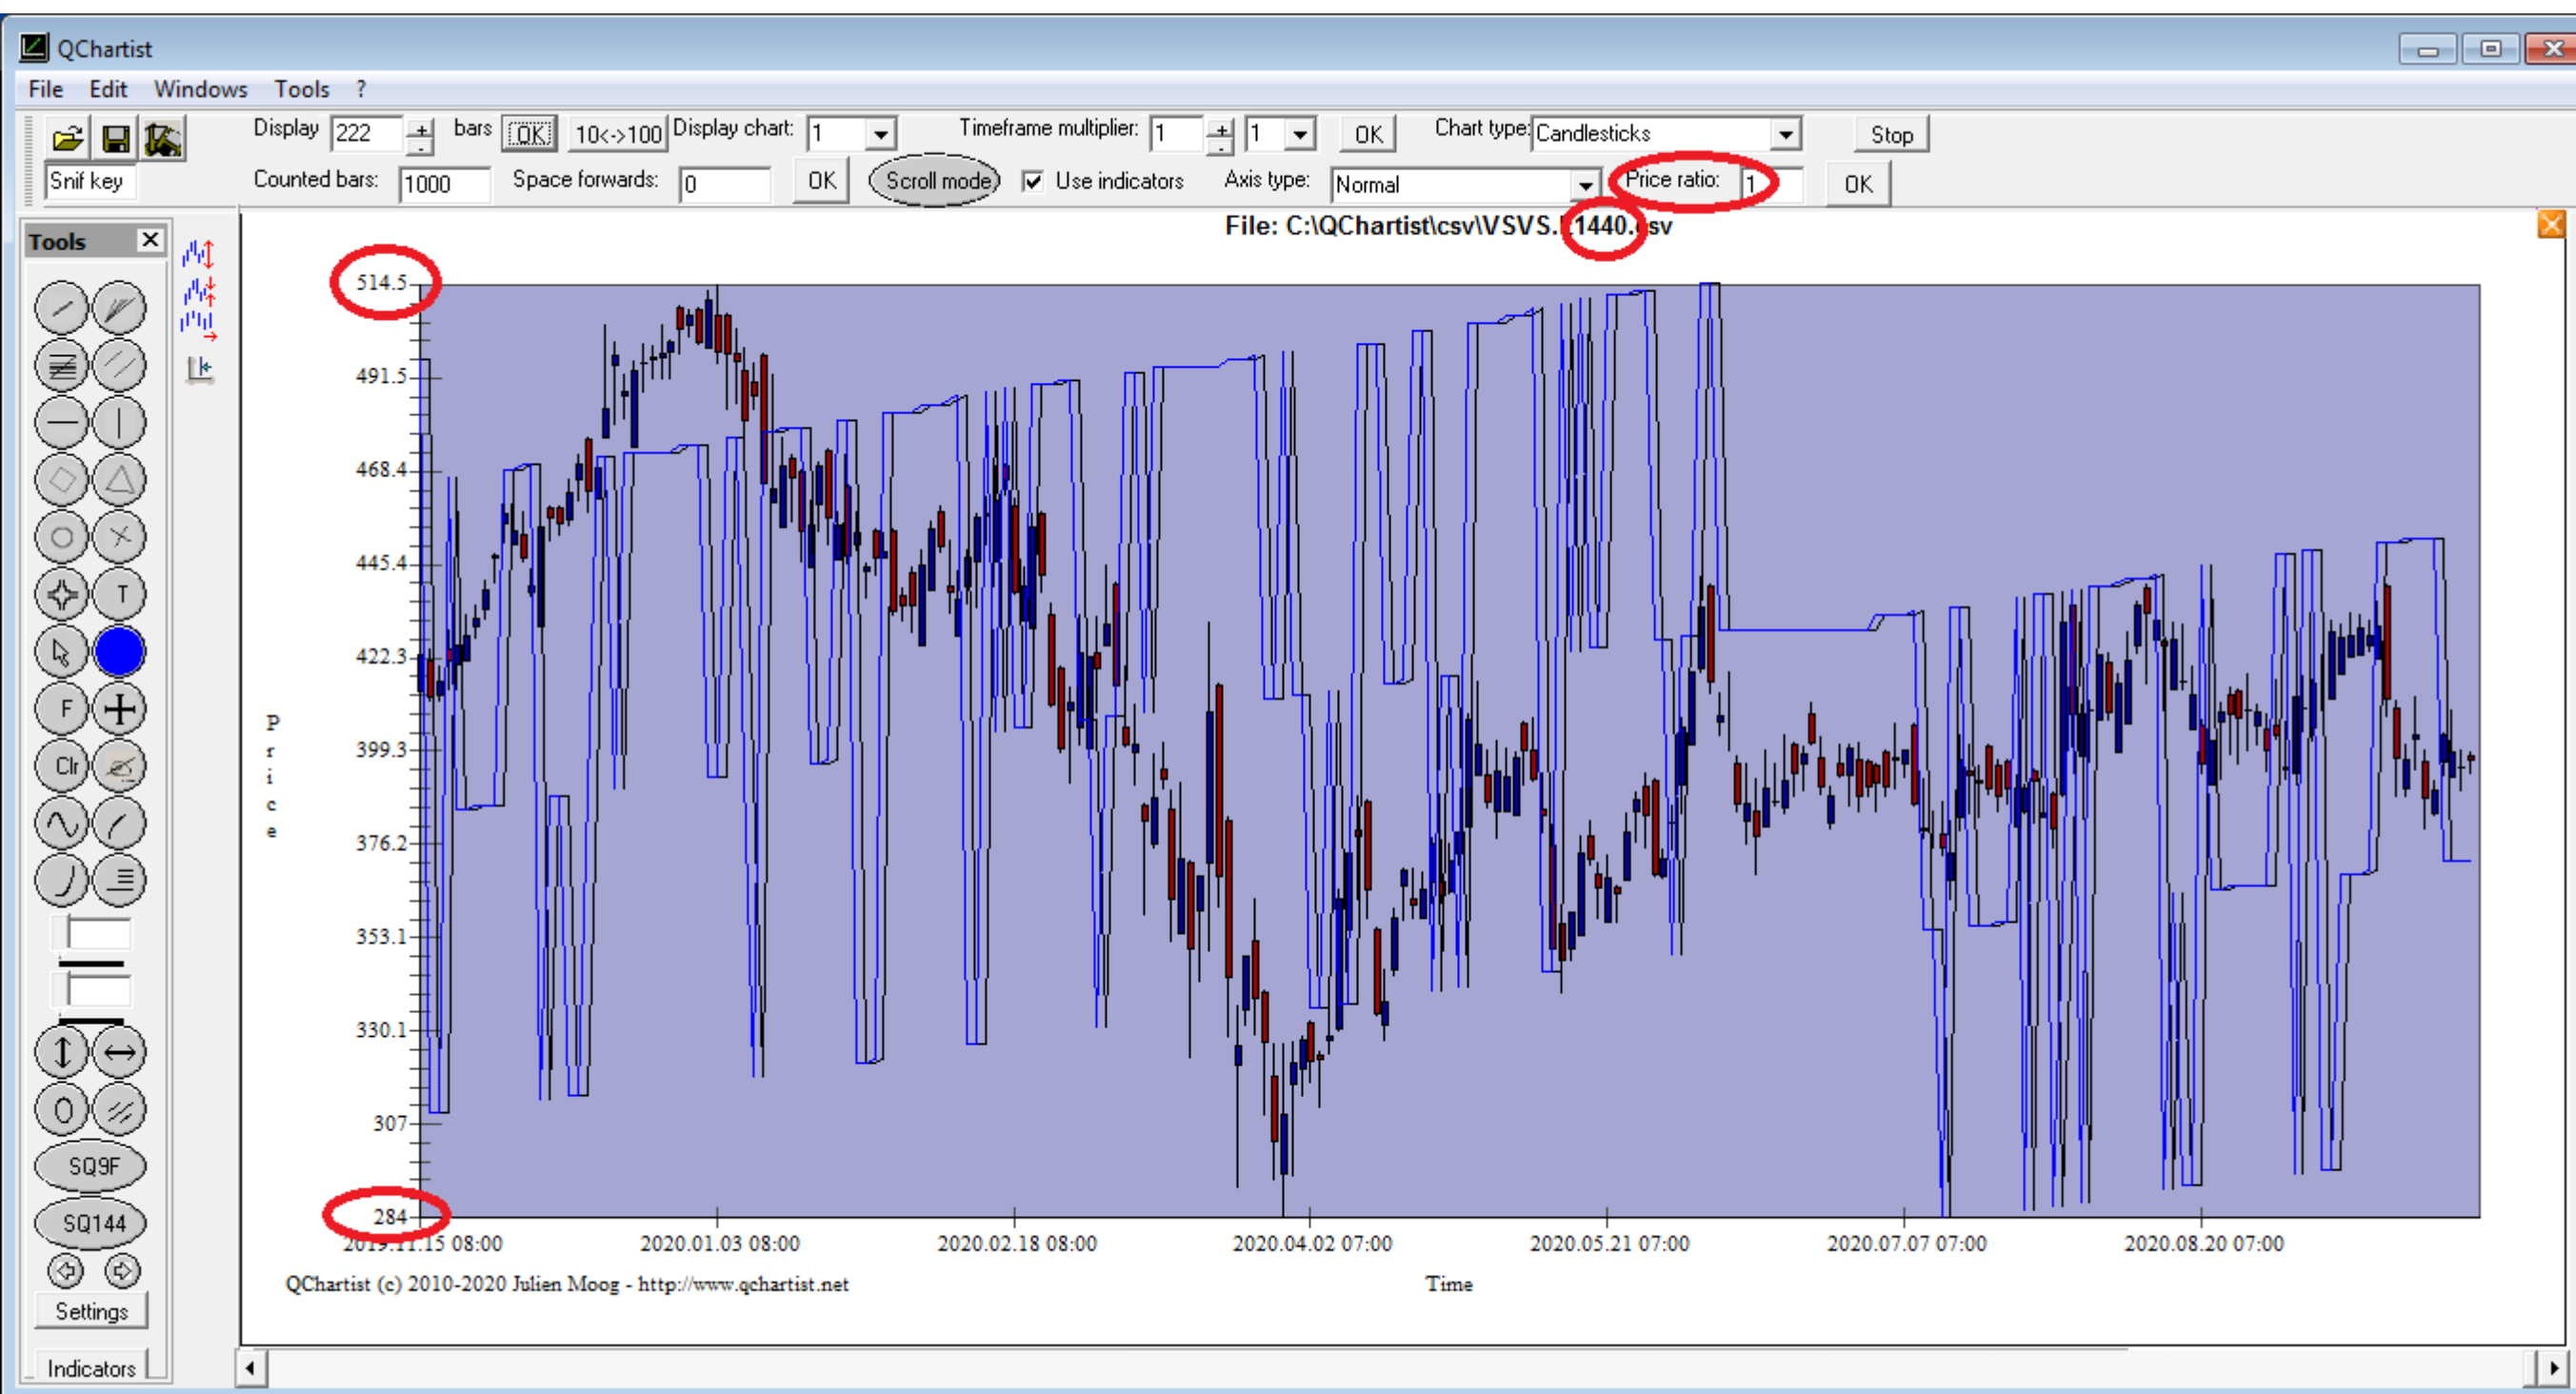 QChartist
File Edit Windows Tools ?
Display 222 bars OK 10<->100 Display chart: 1 Timeframe multiplier: 1 1 OK Chart type: Candlesticks Stop
Snif key Counted bars: 1000 Space forwards: 0 OK Scroll mode Use indicators Axis type: Normal Price ratio: 1 OK
File: C:\QChartist\csv\VSVS.L1440.csv
Tools
T
F
Clr
SQ9F
SQ144
Settings
Indicators
Price
514.5
491.5
468.4
445.4
422.3
399.3
376.2
353.1
330.1
307
284
2019.11.15 08:00 2020.01.03 08:00 2020.02.18 08:00 2020.04.02 07:00 2020.05.21 07:00 2020.07.07 07:00 2020.08.20 07:00
QChartist (c) 2010-2020 Julien Moog - http://www.qchartist.net Time